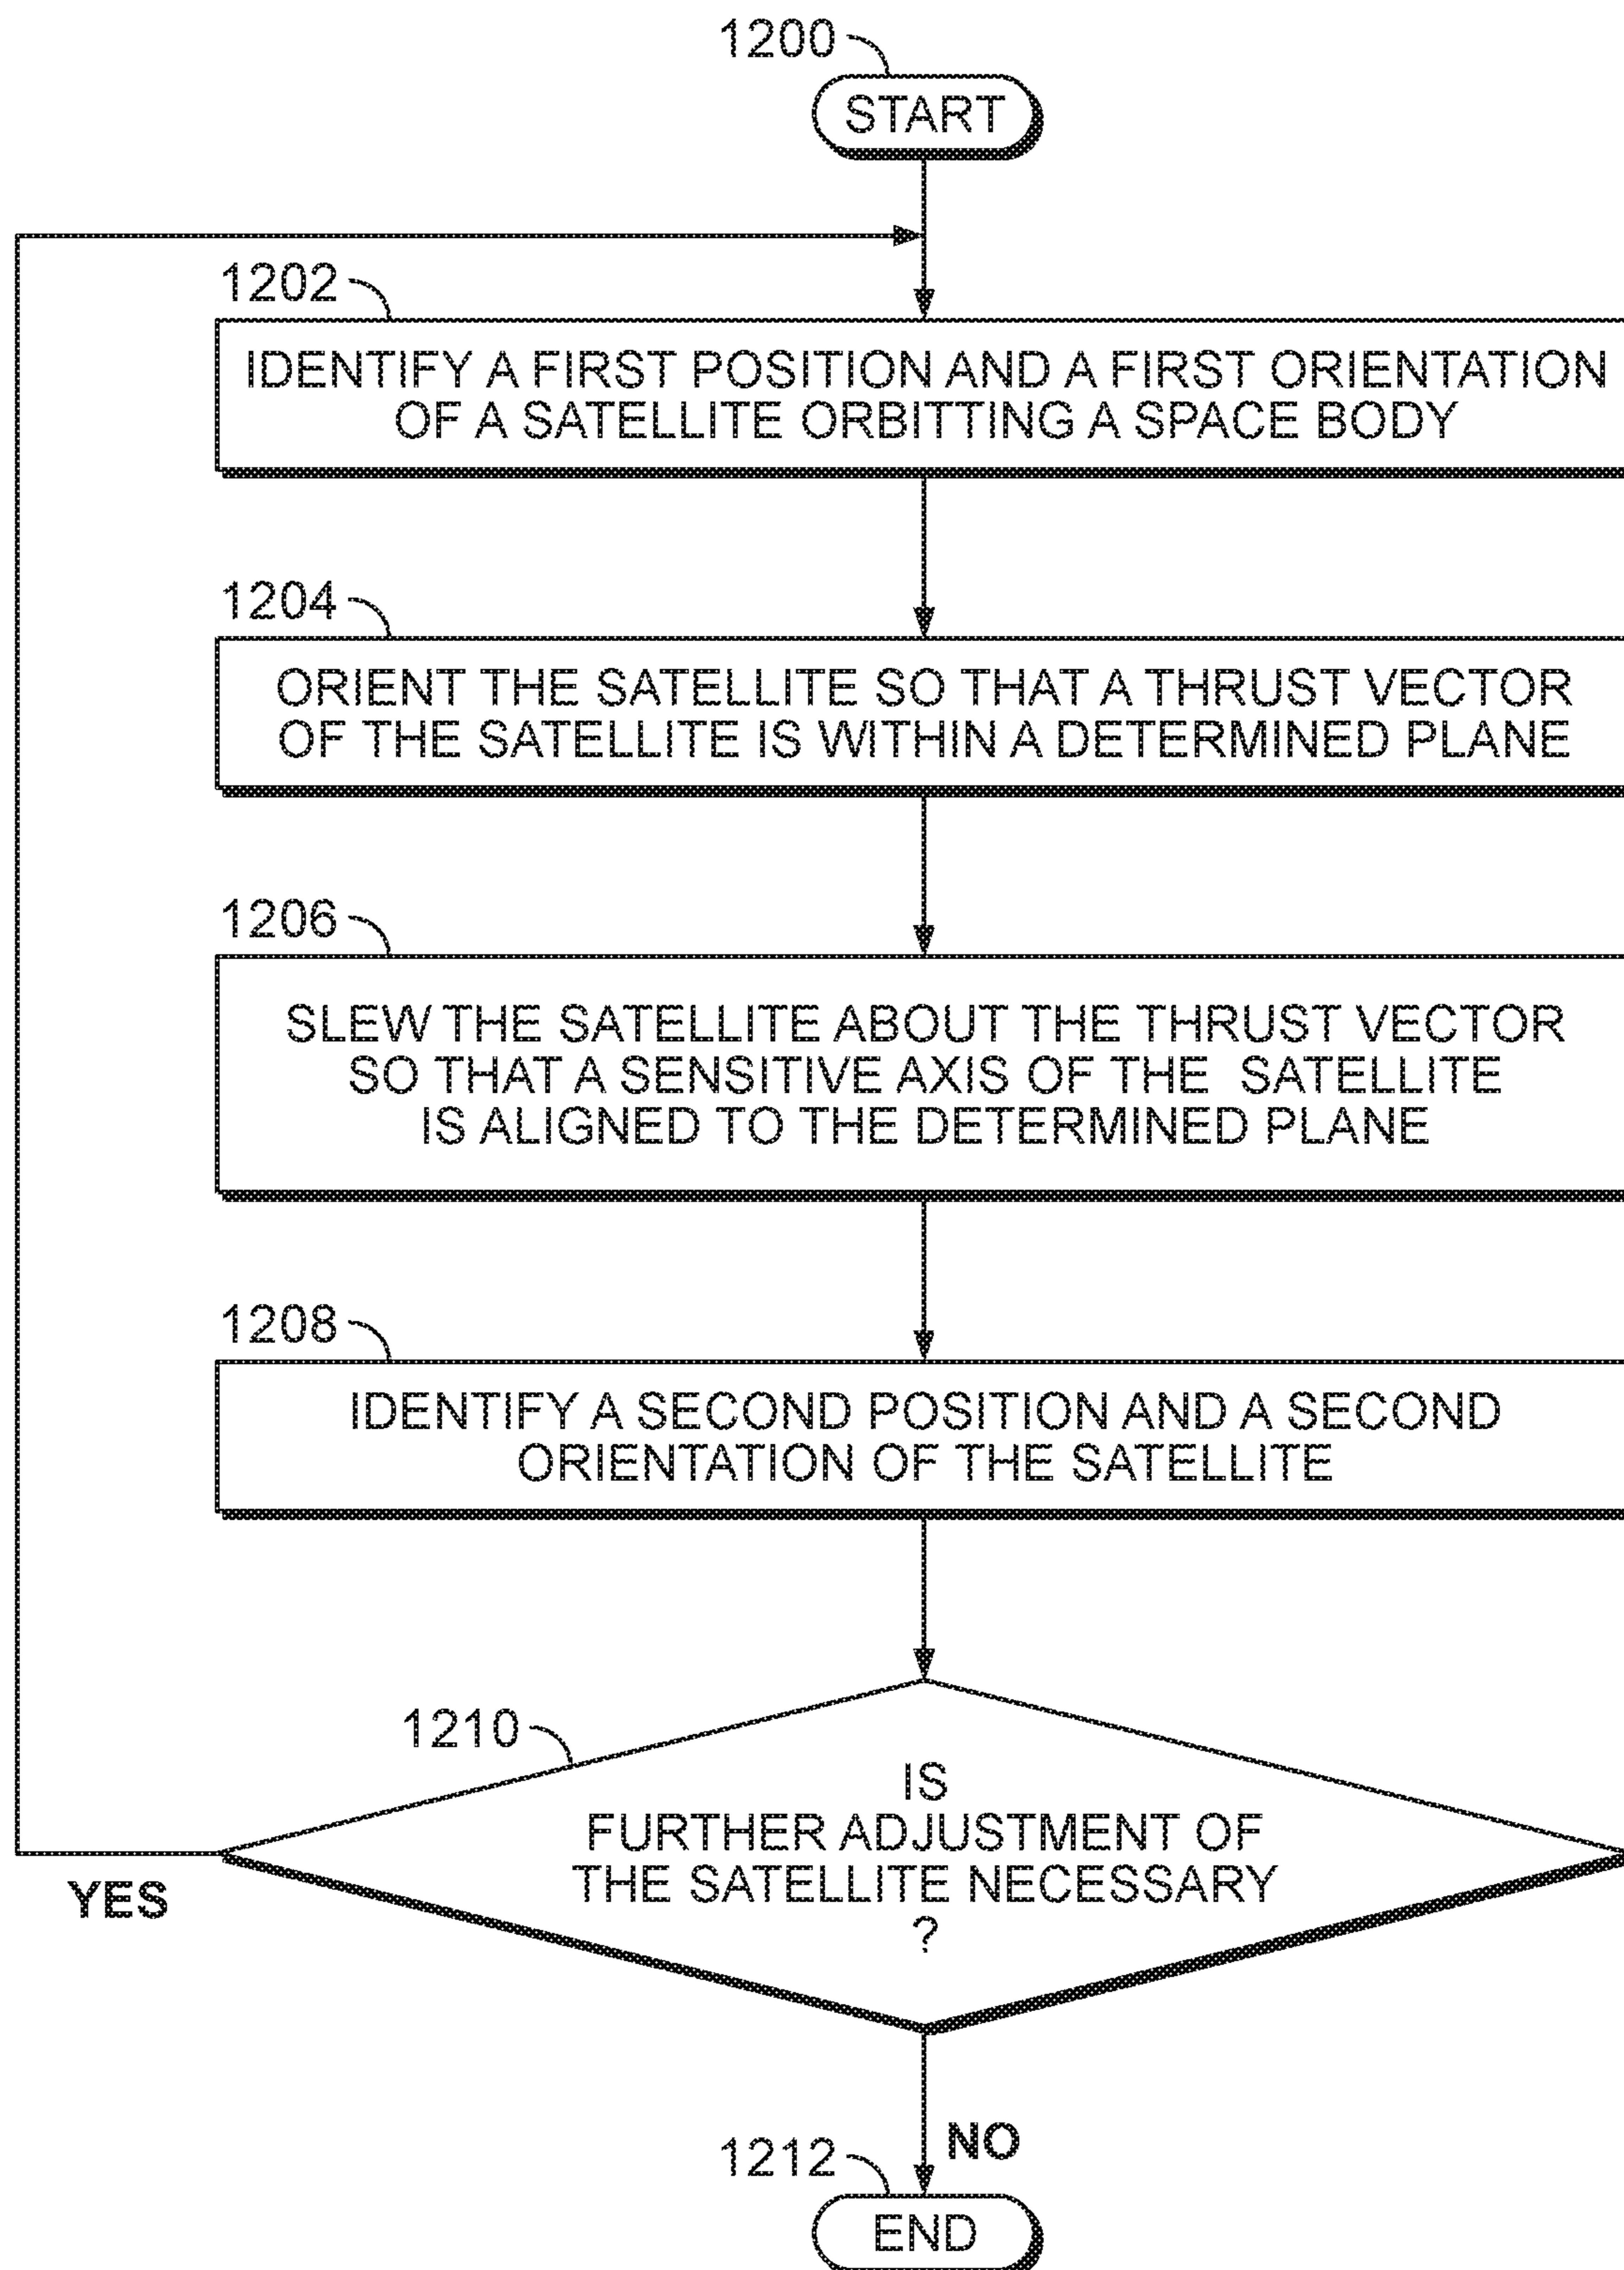 1200
START
1202
IDENTIFY A FIRST POSITION AND A FIRST ORIENTATION
OF A SATELLITE ORBITTING A SPACE BODY
1204
ORIENT THE SATELLITE SO THAT A THRUST VECTOR
OF THE SATELLITE IS WITHIN A DETERMINED PLANE
1206
SLEW THE SATELLITE ABOUT THE THRUST VECTOR
SO THAT A SENSITIVE AXIS OF THE SATELLITE
IS ALIGNED TO THE DETERMINED PLANE
1208
IDENTIFY A SECOND POSITION AND A SECOND
ORIENTATION OF THE SATELLITE
1210
IS
FURTHER ADJUSTMENT OF
THE SATELLITE NECESSARY
?
YES
NO
1212
END